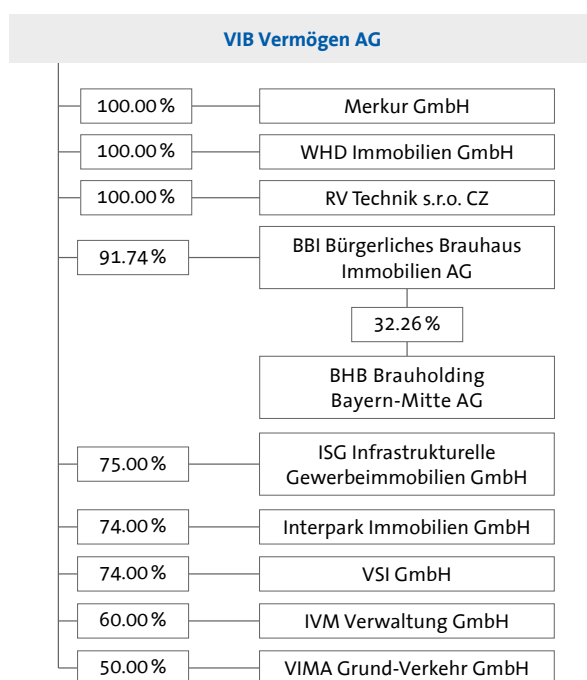 VIB Vermögen AG
100.00 %
Merkur GmbH
100.00 %
WHD Immobilien GmbH
100.00 %
RV Technik s.r.o. CZ
91.74 %
BBI Bürgerliches Brauhaus
Immobilien AG
32.26 %
BHB Brauholding
Bayern-Mitte AG
75.00 %
ISG Infrastrukturelle
Gewerbeimmobilien GmbH
74.00 %
Interpark Immobilien GmbH
74.00 %
VSI GmbH
60.00 %
IVM Verwaltung GmbH
50.00 %
VIMA Grund-Verkehr GmbH